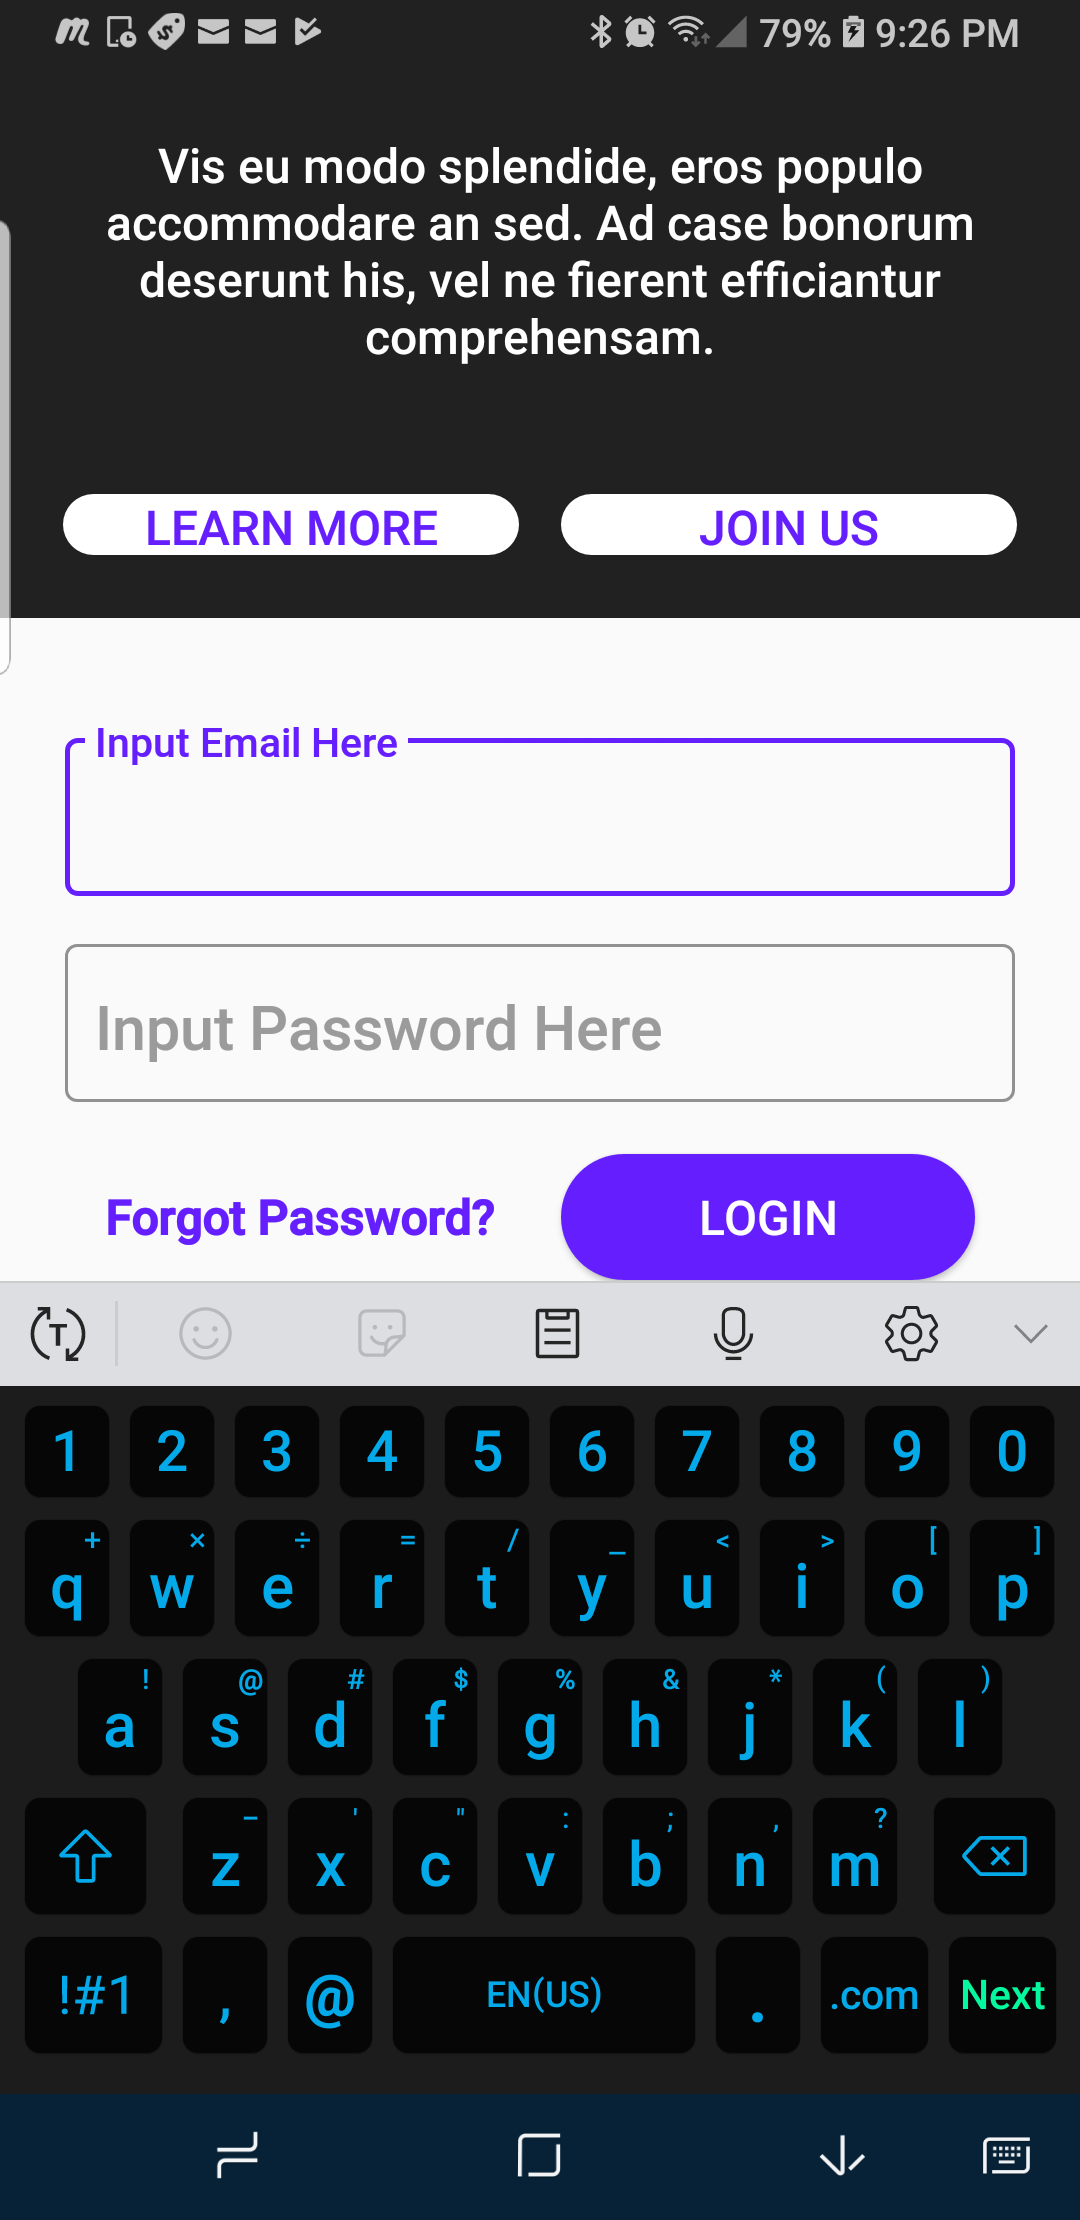 79% 9:26 PM
Vis eu modo splendide, eros populo
accommodare an sed. Ad case bonorum
deserunt his, vel ne fierent efficiantur
comprehensam.
LEARN MORE JOIN US
Input Email Here
Input Password Here
Forgot Password? LOGIN
T
1 2 3 4 5 6 7 8 9 0
+ × ÷ = / _ < > [ ]
q w e r t y u i o p
! @ # $ % & * ( )
a s d f g h j k l
- ' " : ; , ?
z x c v b n m
!#1 , @ EN(US) . .com Next